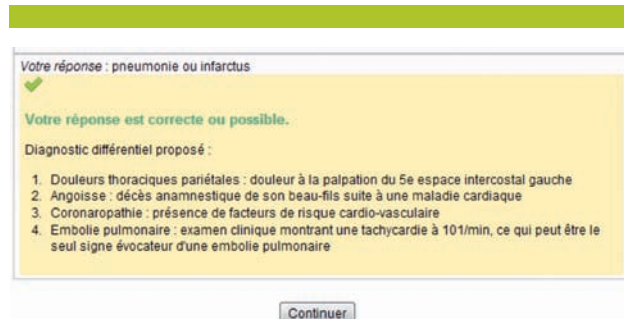 Votre réponse : pneumonie ou infarctus
Votre réponse est correcte ou possible.
Diagnostic différentiel proposé :
1. Douleurs thoraciques pariétales : douleur à la palpation du 5e espace intercostal gauche
2. Angoisse : décès anamnestique de son beau-fils suite à une maladie cardiaque
3. Coronaropathie : présence de facteurs de risque cardio-vasculaire
4. Embolie pulmonaire : examen clinique montrant une tachycardie à 101/min, ce qui peut être le
seul signe évocateur d'une embolie pulmonaire
Continuer